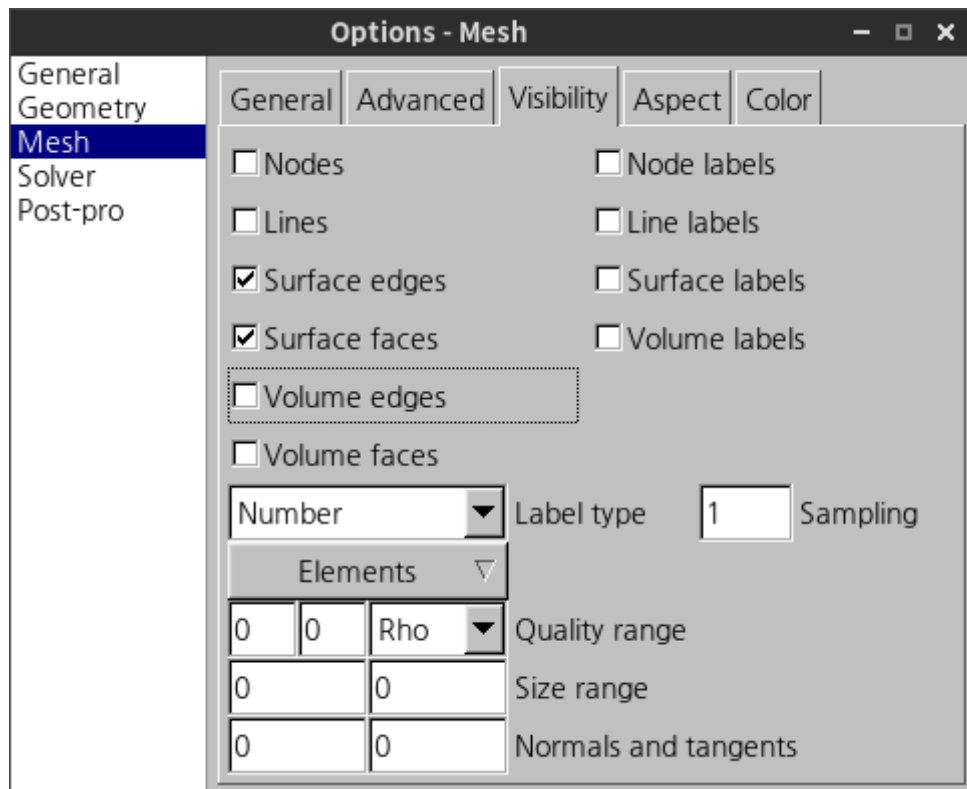 Options - Mesh
General
Geometry
Mesh
Solver
Post-pro
General Advanced Visibility Aspect Color
Nodes Node labels
Lines Line labels
Surface edges Surface labels
Surface faces Volume labels
Volume edges
Volume faces
Number Label type 1 Sampling
Elements
0 0 Rho Quality range
0 0 Size range
0 0 Normals and tangents